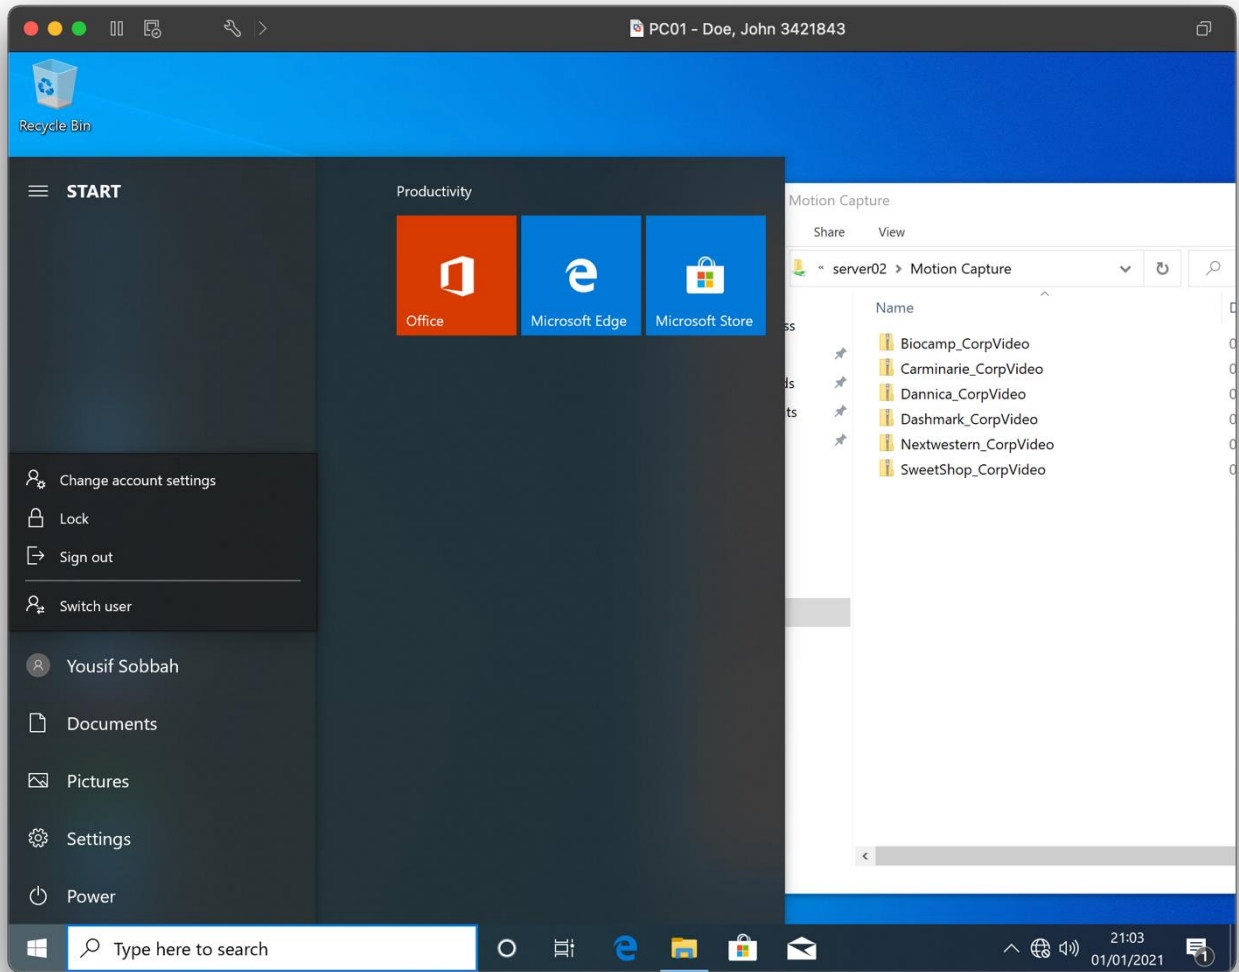 PC01 - Doe, John 3421843
Recycle Bin
START
Productivity
Office
Microsoft Edge
Microsoft Store
Change account settings
Lock
Sign out
Switch user
Yousif Sobbah
Documents
Pictures
Settings
Power
Motion Capture
Share View
« server02 > Motion Capture
Name
Biocamp_CorpVideo
Carminarie_CorpVideo
Dannica_CorpVideo
Dashmark_CorpVideo
Nextwestern_CorpVideo
SweetShop_CorpVideo
Type here to search
21:03
01/01/2021
1